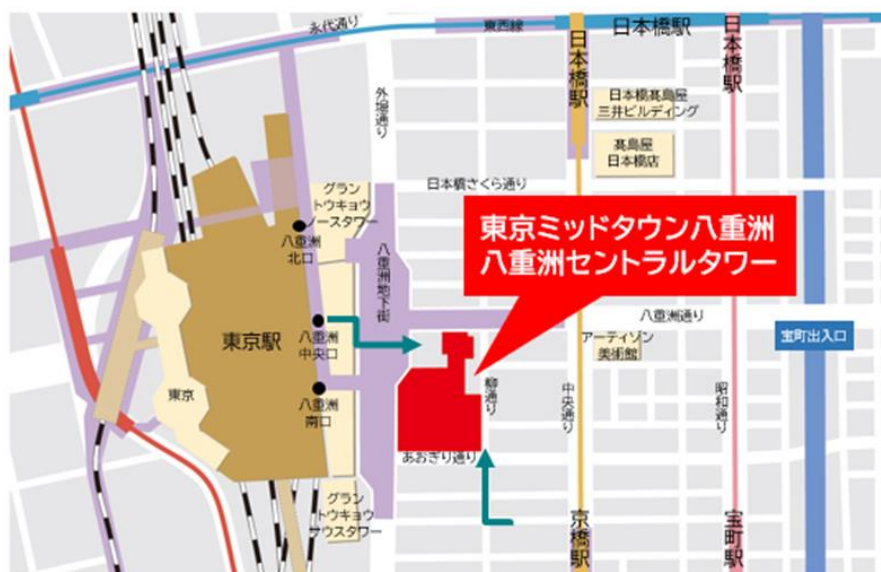 永代通り
東西線
日本橋駅
日本橋駅
日本橋駅
外堀通り
日本橋髙島屋
三井ビルディング
髙島屋
日本橋店
日本橋さくら通り
グラン
トウキョウ
ノースタワー
八重洲
北口
八重洲地下街
東京ミッドタウン八重洲
八重洲セントラルタワー
八重洲通り
東京駅
八重洲
中央口
アーティゾン
美術館
宝町出入口
東京
八重洲
南口
柳通り
中央通り
昭和通り
あおぎり通り
グラン
トウキョウ
サウスタワー
京橋駅
宝町駅